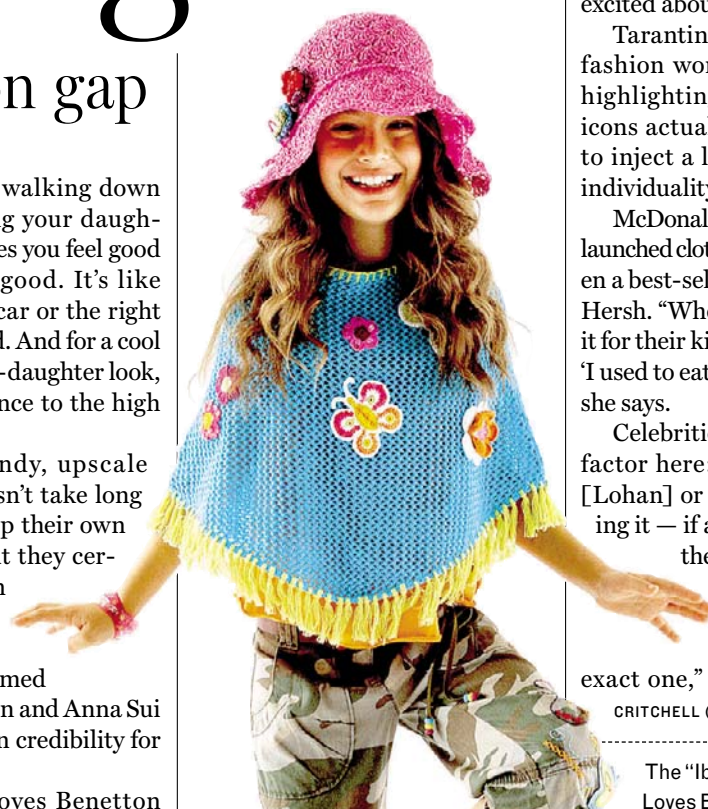 n gap
walking down
g your daugh-
es you feel good
good. It's like
car or the right
d. And for a cool
-daughter look,
nce to the high
ndy, upscale
sn't take long
p their own
t they cer-
n
med
n and Anna Sui
n credibility for
oves Benetton
excited abou
Tarantin
fashion wor
highlighting
icons actual
to inject a l
individuality
McDonal
launched clot
en a best-sel
Hersh. “Whe
it for their ki
‘I used to eat
she says.
Celebritie
factor here:
[Lohan] or
ing it — if a
the
exact one,”
CRITCHELL (
The “Ib
Loves B